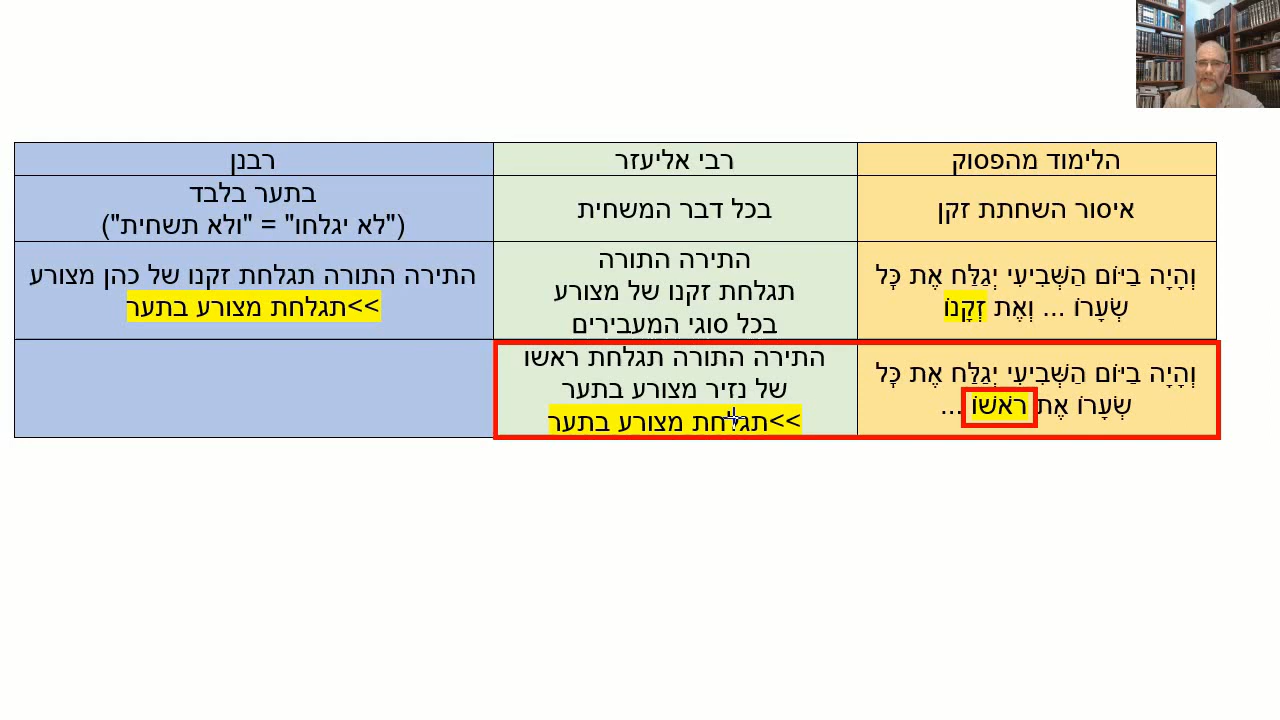 הלימוד מהפסוק
רבי אליעזר
רבנן
איסור השחתת זקן
בכל דבר המשחית
בתער בלבד
("לא יגלחו" = "ולא תשחית")
וְהָיָה בַיּוֹם הַשְּׁבִיעִי יְגַלַּח אֶת כׇּל
שְׂעָרוֹ ... וְאֶת זְקָנוֹ
התירה התורה
תגלחת זקנו של מצורע
בכל סוגי המעבירים
התירה התורה תגלחת זקנו של כהן מצורע
>>תגלחת מצורע בתער
וְהָיָה בַיּוֹם הַשְּׁבִיעִי יְגַלַּח אֶת כׇּל
שְׂעָרוֹ אֶת רֹאשׁוֹ ...
התירה התורה תגלחת ראשו
של נזיר מצורע בתער
>>תגלחת מצורע בתער